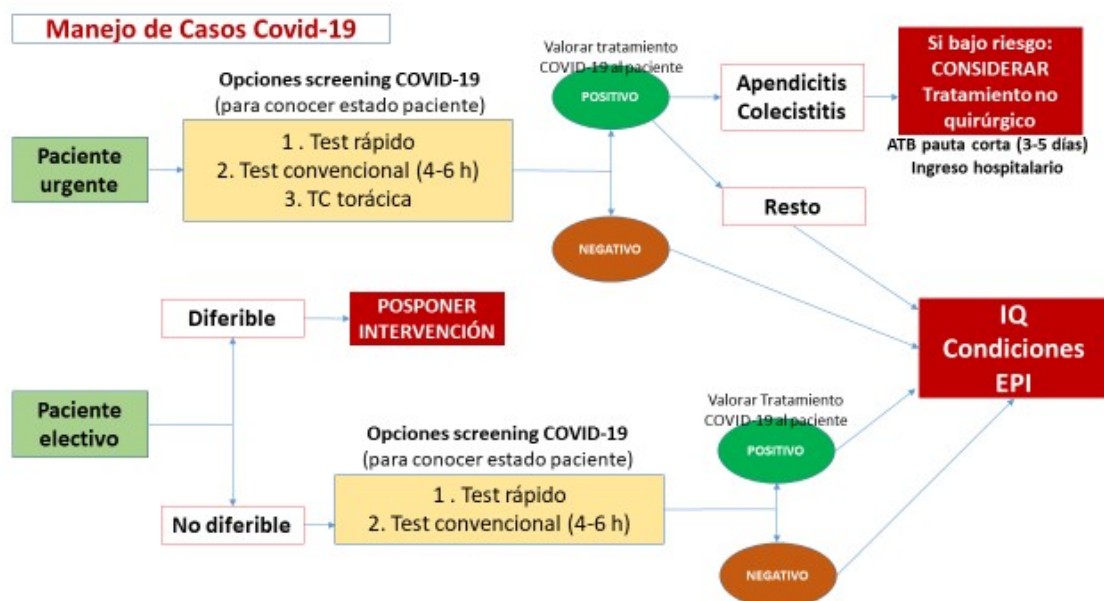 Manejo de Casos Covid-19
Opciones screening COVID-19
(para conocer estado paciente)
Paciente
urgente
1 . Test rápido
2. Test convencional (4-6 h)
3. TC torácica
Valorar tratamiento
COVID-19 al paciente
POSITIVO
NEGATIVO
Apendicitis
Colecistitis
Resto
Si bajo riesgo:
CONSIDERAR
Tratamiento no
quirúrgico
ATB pauta corta (3-5 días)
Ingreso hospitalario
IQ
Condiciones
EPI
Paciente
electivo
Diferible
POSPONER
INTERVENCIÓN
No diferible
Opciones screening COVID-19
(para conocer estado paciente)
1 . Test rápido
2. Test convencional (4-6 h)
Valorar Tratamiento
COVID-19 al paciente
POSITIVO
NEGATIVO